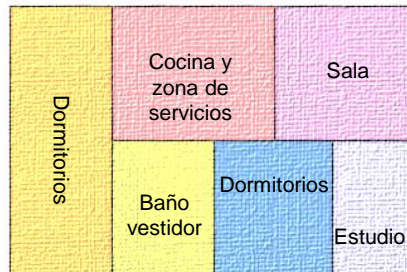 Dormitorios
Cocina y
zona de
servicios
Sala
Baño
vestidor
Dormitorios
Estudio